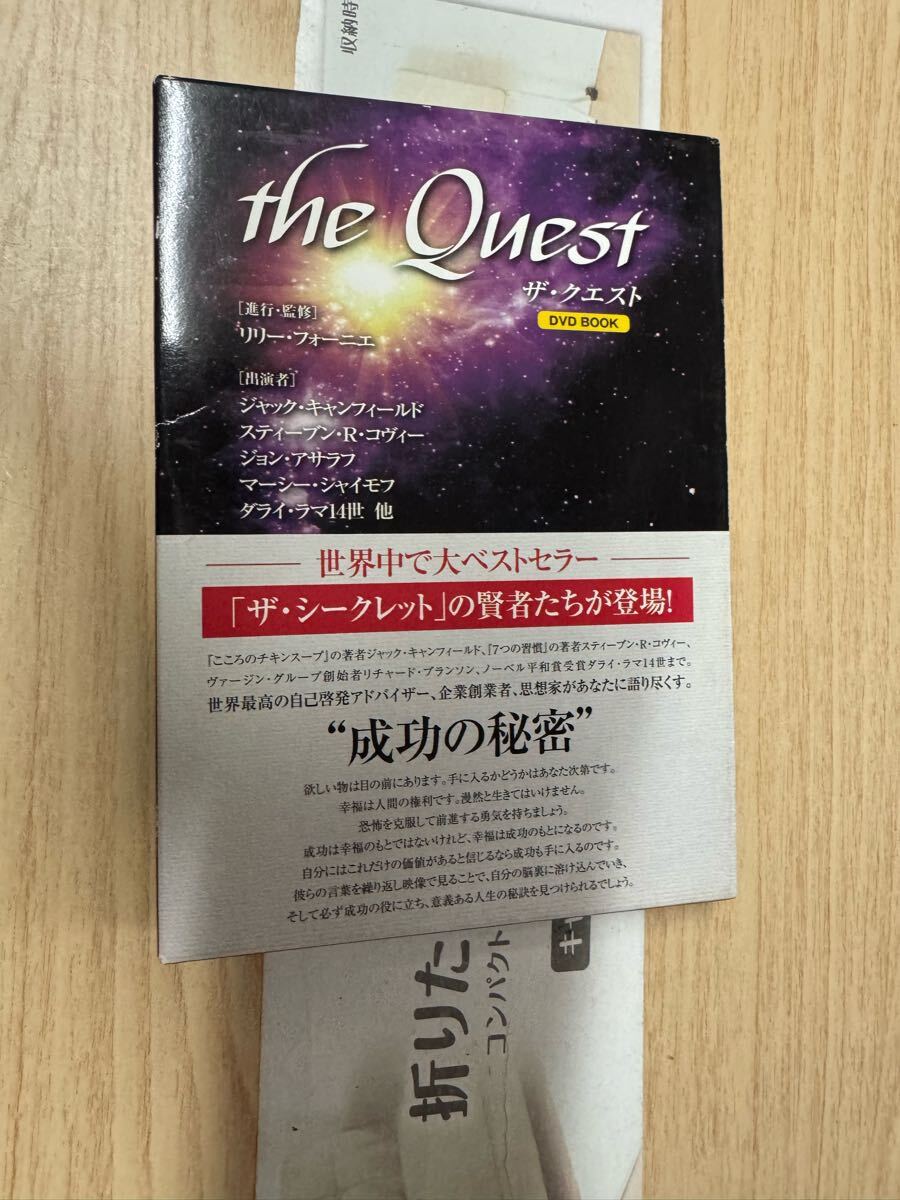 収納時
the Quest
ザ・クエスト
DVD BOOK
[進行・監修]
リリー・フォーニエ
[出演者]
ジャック・キャンフィールド
スティーブン・R・コヴィー
ジョン・アサラフ
マーシー・シャイモフ
ダライ・ラマ14世 他
世界中で大ベストセラー
「ザ・シークレット」の賢者たちが登場!
『こころのチキンスープ』の著者ジャック・キャンフィールド、『7つの習慣』の著者スティーブン・R・コヴィー、
ヴァージン・グループ創始者リチャード・ブランソン、ノーベル平和賞受賞ダライ・ラマ14世まで。
世界最高の自己啓発アドバイザー、企業創業者、思想家があなたに語り尽くす。
“成功の秘密”
欲しい物は目の前にあります。手に入るかどうかはあなた次第です。
幸福は人間の権利です。漫然と生きてはいけません。
恐怖を克服して前進する勇気を持ちましょう。
成功は幸福のもとではないけれど、幸福は成功のもとになるのです。
自分にはこれだけの価値があると信じるなら成功も手に入るのです。
彼らの言葉を繰り返し映像で見ることで、自分の脳裏に溶け込んでいき、
そして必ず成功の役に立ち、意義ある人生の秘訣を見つけられるでしょう。
折りた
コンパクト